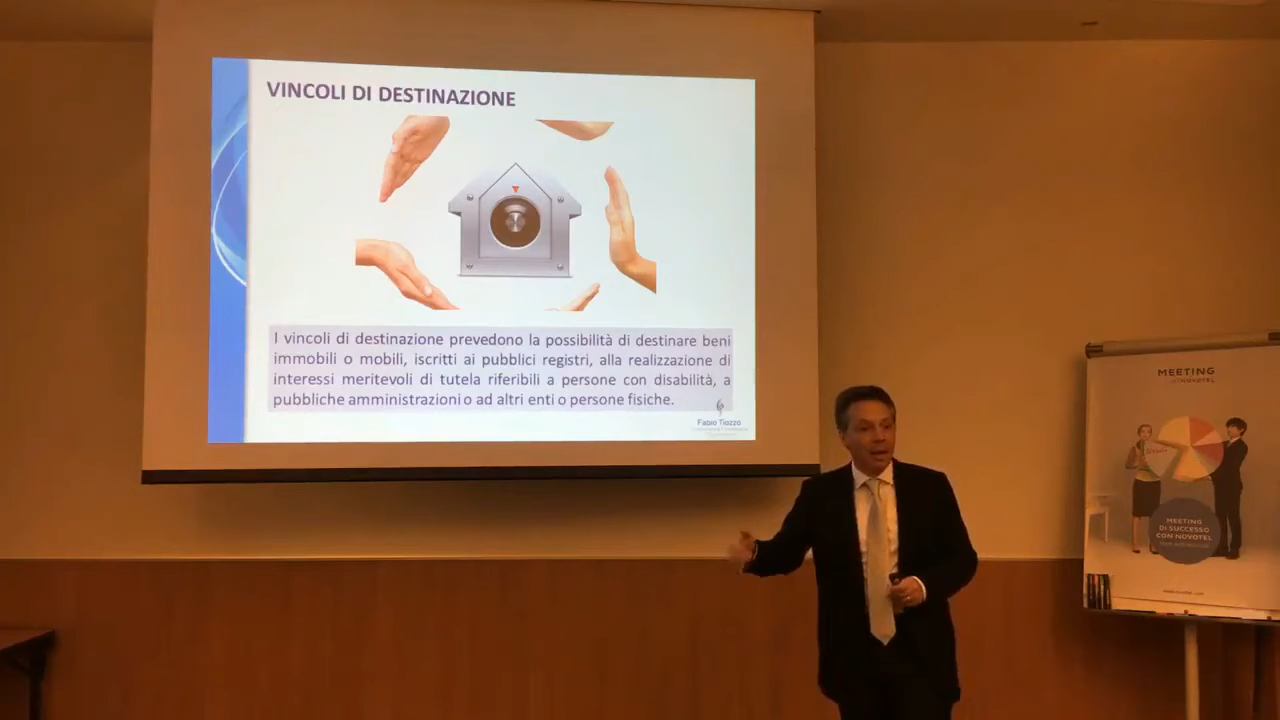 VINCOLI DI DESTINAZIONE
I vincoli di destinazione prevedono la possibilità di destinare beni
immobili o mobili, iscritti ai pubblici registri, alla realizzazione di
interessi meritevoli di tutela riferibili a persone con disabilità, a
pubbliche amministrazioni o ad altri enti o persone fisiche.
Fabio Tiozzo
MEETING
NOVOTEL
MEETING
DI SUCCESSO
CON NOVOTEL